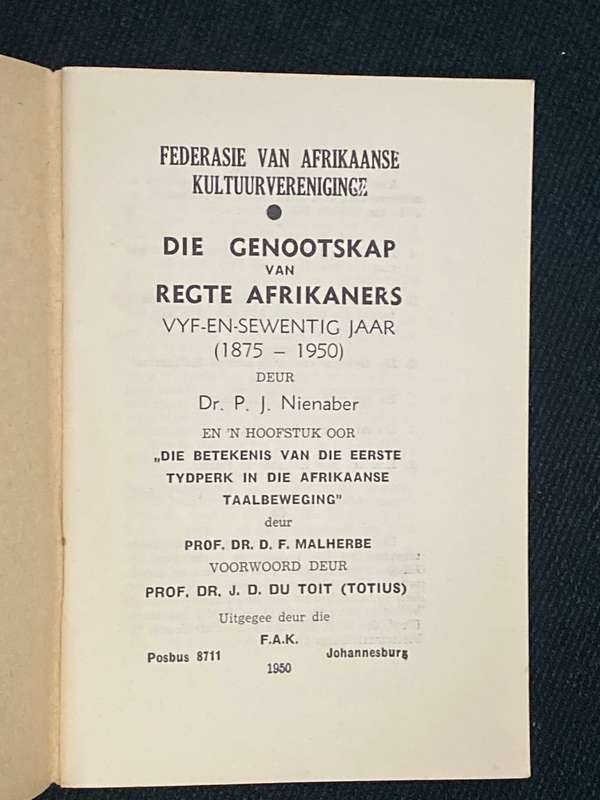 FEDERASIE VAN AFRIKAANSE
KULTUURVERENIGINGE
DIE GENOOTSKAP
VAN
REGTE AFRIKANERS
VYF-EN-SEWENTIG JAAR
(1875 – 1950)
DEUR
Dr. P. J. Nienaber
EN 'N HOOFSTUK OOR
„DIE BETEKENIS VAN DIE EERSTE
TYDPERK IN DIE AFRIKAANSE
TAALBEWEGING”
deur
PROF. DR. D. F. MALHERBE
VOORWOORD DEUR
PROF. DR. J. D. DU TOIT (TOTIUS)
Uitgegee deur die
F.A.K.
Posbus 8711 Johannesburg
1950